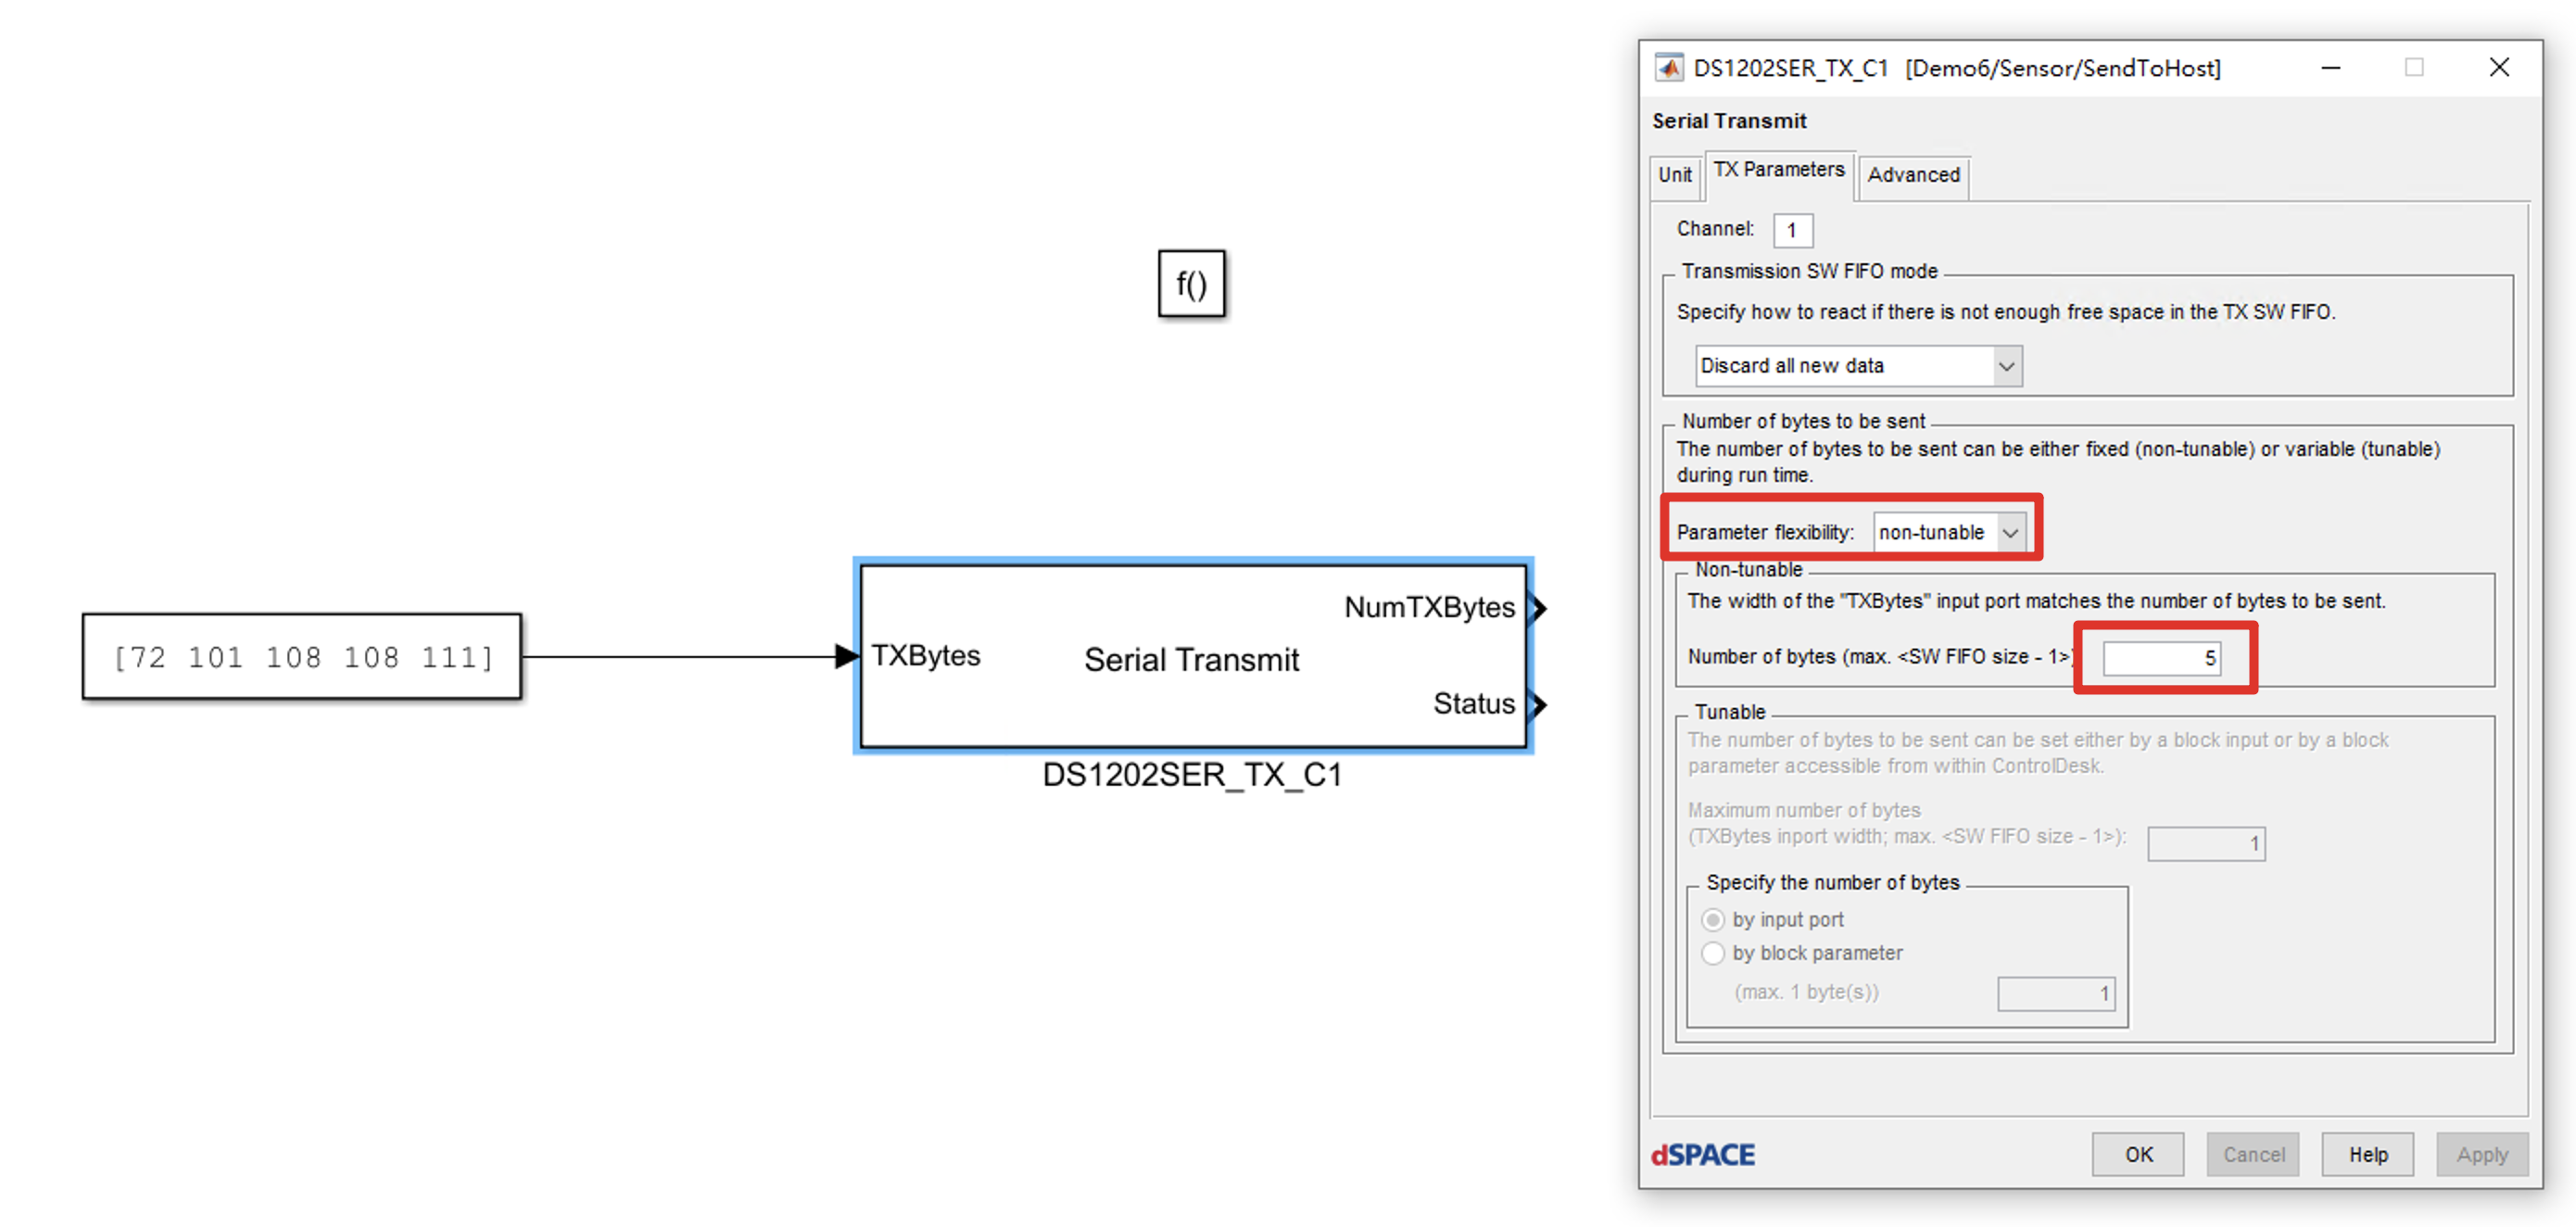 f()
[72 101 108 108 111]
TXBytes
Serial Transmit
NumTXBytes
Status
DS1202SER_TX_C1
DS1202SER_TX_C1 [Demo6/Sensor/SendToHost]
Serial Transmit
Unit TX Parameters Advanced
Channel: 1
Transmission SW FIFO mode
Specify how to react if there is not enough free space in the TX SW FIFO.
Discard all new data
Number of bytes to be sent
The number of bytes to be sent can be either fixed (non-tunable) or variable (tunable)
during run time.
Parameter flexibility: non-tunable
Non-tunable
The width of the "TXBytes" input port matches the number of bytes to be sent.
Number of bytes (max. <SW FIFO size - 1>) 5
Tunable
The number of bytes to be sent can be set either by a block input or by a block
parameter accessible from within ControlDesk.
Maximum number of bytes
(TXBytes inport width; max. <SW FIFO size - 1>): 1
Specify the number of bytes
by input port
by block parameter
(max. 1 byte(s)) 1
dSPACE
OK Cancel Help Apply